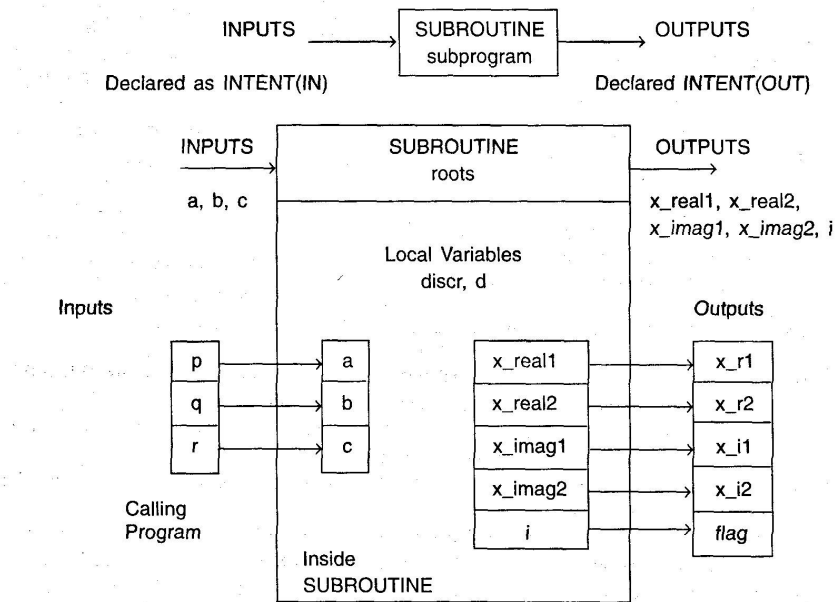 INPUTS
SUBROUTINE
subprogram
OUTPUTS
Declared as INTENT(IN)
Declared INTENT(OUT)
INPUTS
SUBROUTINE
roots
OUTPUTS
a, b, c
x_real1, x_real2,
x_imag1, x_imag2, i
Local Variables
discr, d
Inputs
Outputs
p
a
x_real1
x_r1
q
b
x_real2
x_r2
r
c
x_imag1
x_i1
x_imag2
x_i2
i
flag
Calling
Program
Inside
SUBROUTINE